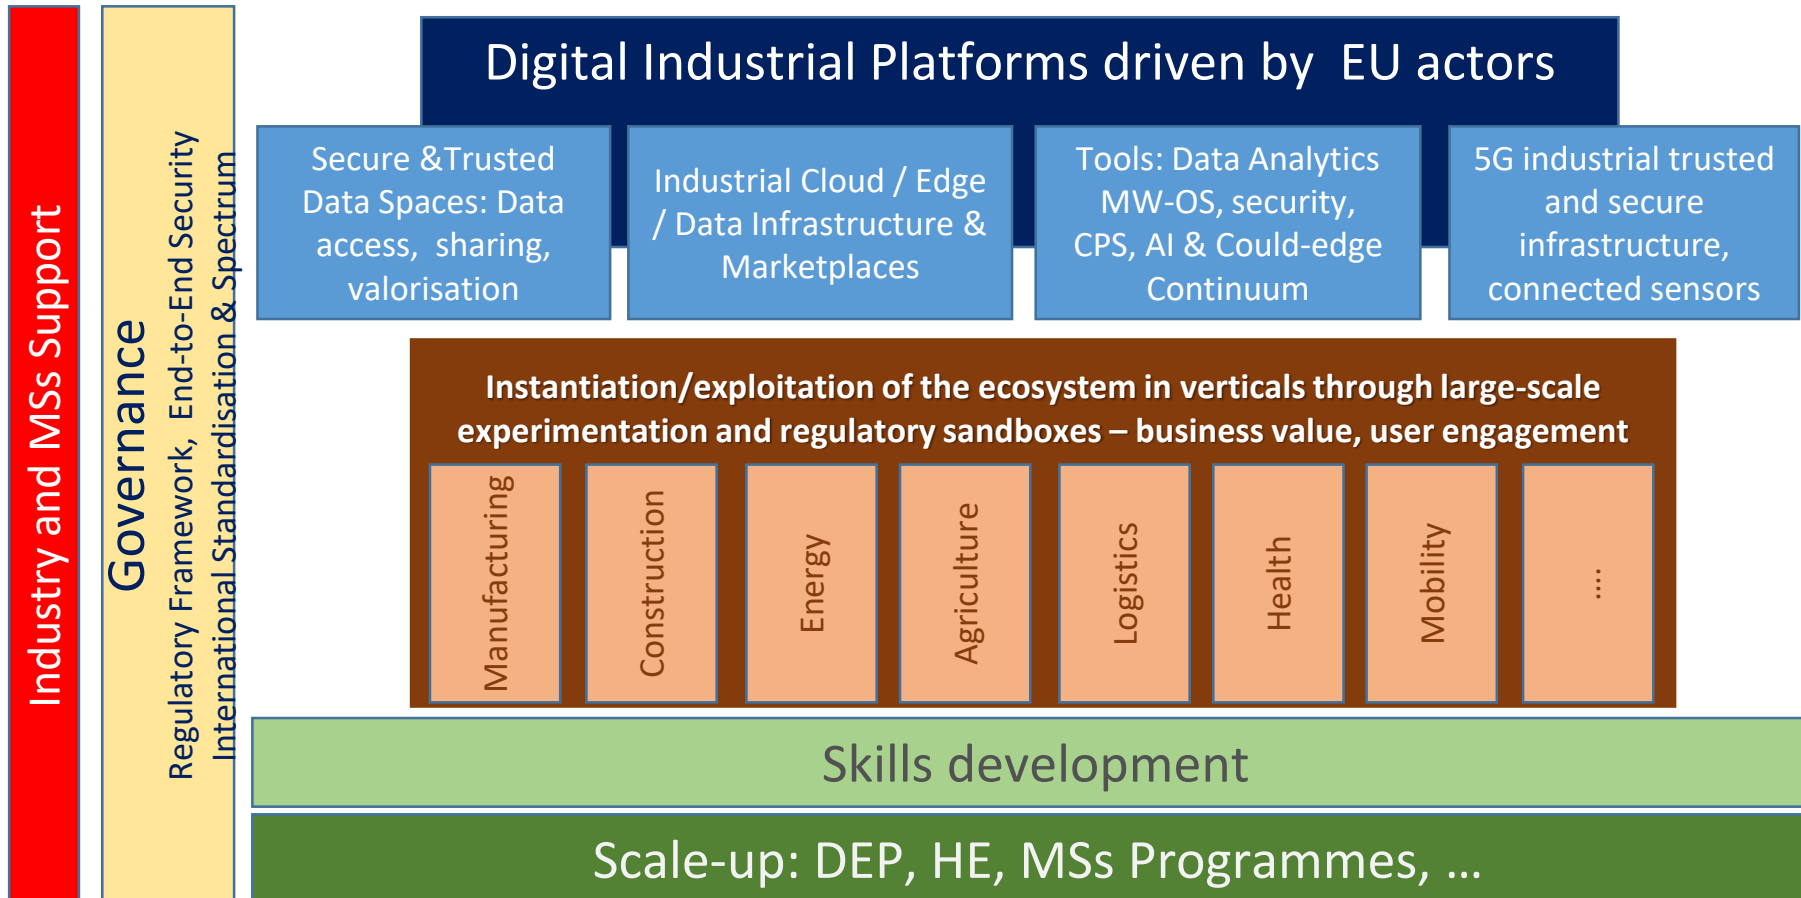 Industry and MSs Support
Governance
Regulatory Framework, End-to-End Security
International Standardisation & Spectrum
Digital Industrial Platforms driven by EU actors
Secure &Trusted
Data Spaces: Data
access, sharing,
valorisation
Industrial Cloud / Edge
/ Data Infrastructure &
Marketplaces
Tools: Data Analytics
MW-OS, security,
CPS, AI & Could-edge
Continuum
5G industrial trusted
and secure
infrastructure,
connected sensors
Instantiation/exploitation of the ecosystem in verticals through large-scale
experimentation and regulatory sandboxes – business value, user engagement
Manufacturing
Construction
Energy
Agriculture
Logistics
Health
Mobility
....
Skills development
Scale-up: DEP, HE, MSs Programmes, ...